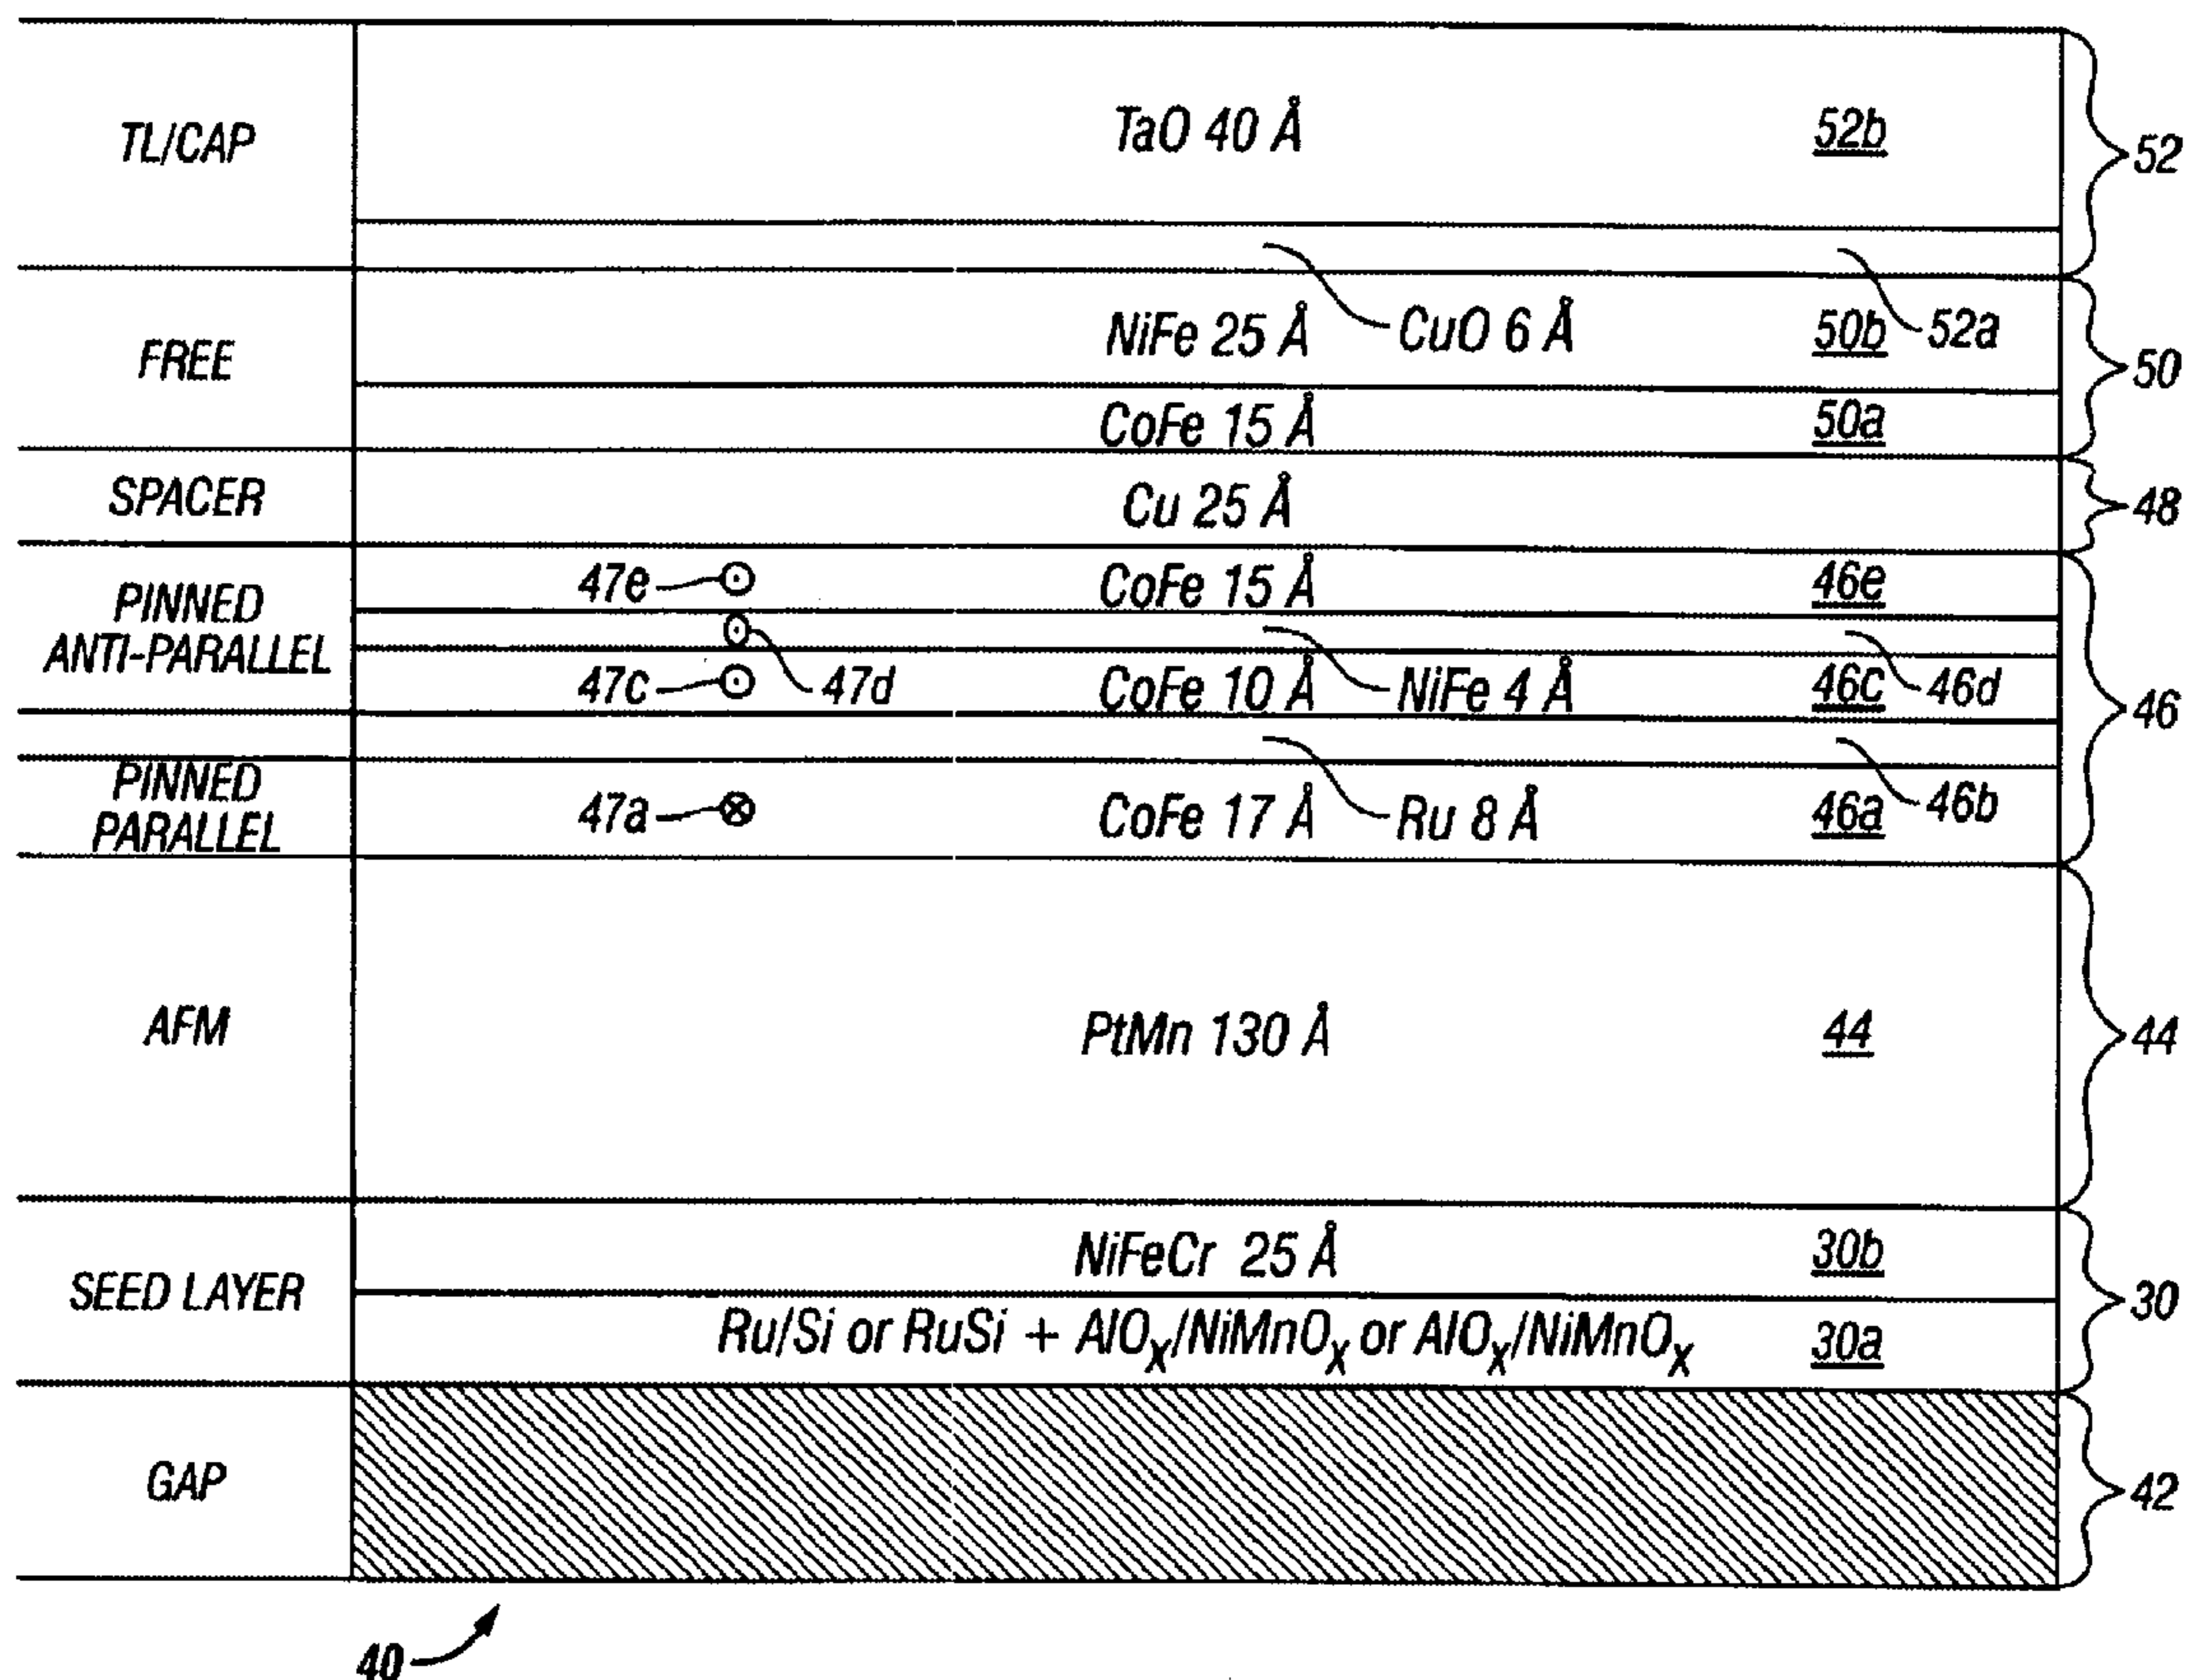 TL/CAP
TaO 40 Å
52b
52
FREE
NiFe 25 Å
CuO 6 Å
50b
52a
50
CoFe 15 Å
50a
SPACER
Cu 25 Å
48
PINNED
ANTI-PARALLEL
47e
CoFe 15 Å
46e
47c
47d
CoFe 10 Å
NiFe 4 Å
46c
46d
46
PINNED
PARALLEL
47a
CoFe 17 Å
Ru 8 Å
46a
46b
AFM
PtMn 130 Å
44
44
SEED LAYER
NiFeCr 25 Å
30b
30
Ru/Si or RuSi + AlOₓ/NiMnOₓ or AlOₓ/NiMnOₓ
30a
GAP
42
40